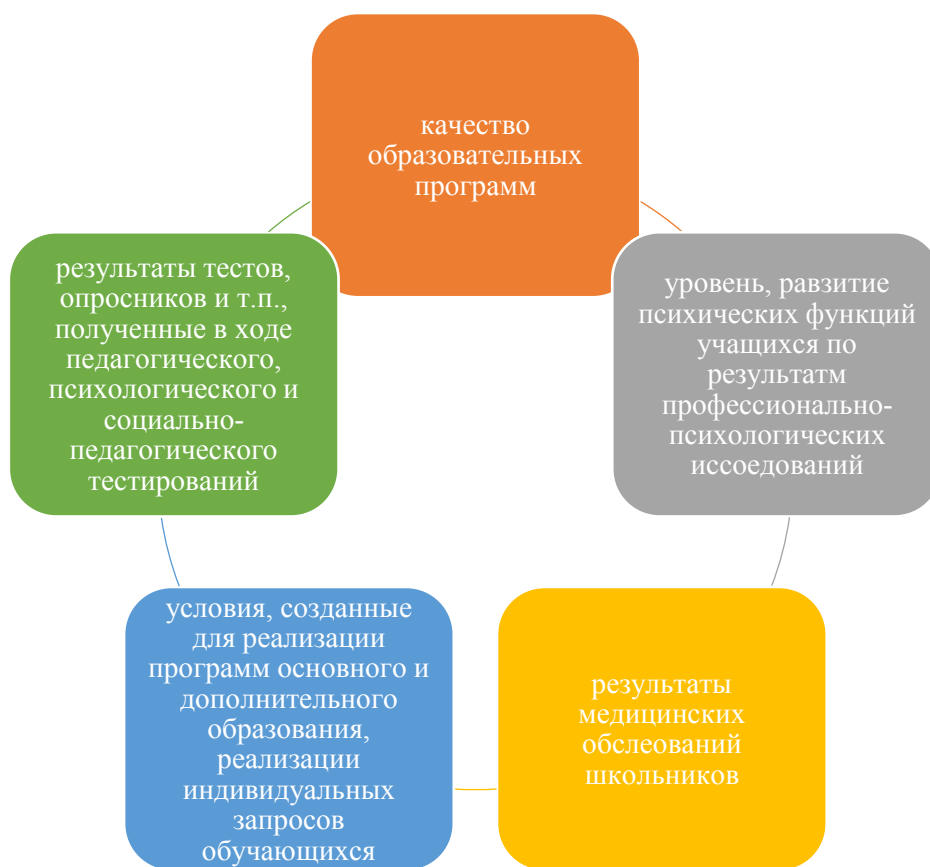 качество
образовательных
программ
результаты тестов,
опросников и т.п.,
полученные в ходе
педагогического,
психологического и
социально-
педагогического
тестирований
уровень, равзитие
психических функций
учащихся по
результатм
профессионально-
психологических
иссоедований
условия, созданные
для реализации
программ основного и
дополнительного
образования,
реализации
индивидуальных
запросов
обучающихся
результаты
медицинских
обслеований
школьников